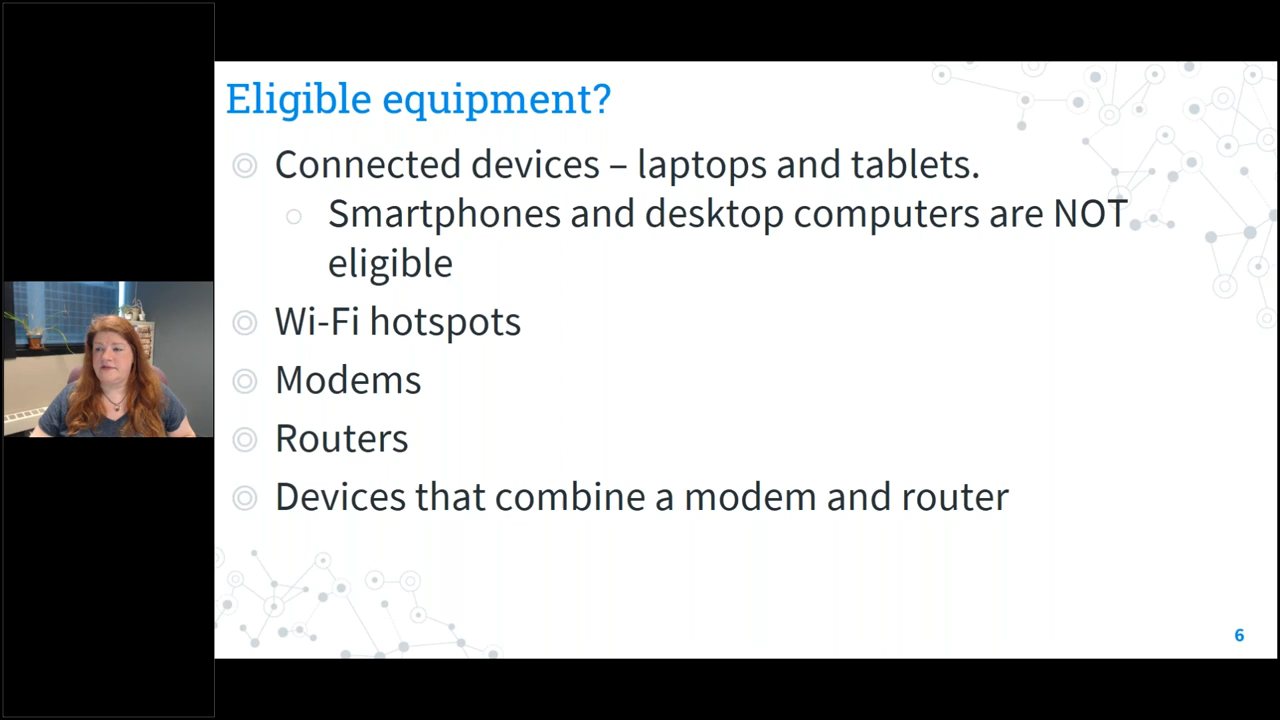 Eligible equipment?
Connected devices – laptops and tablets.
Smartphones and desktop computers are NOT
eligible
Wi-Fi hotspots
Modems
Routers
Devices that combine a modem and router
6